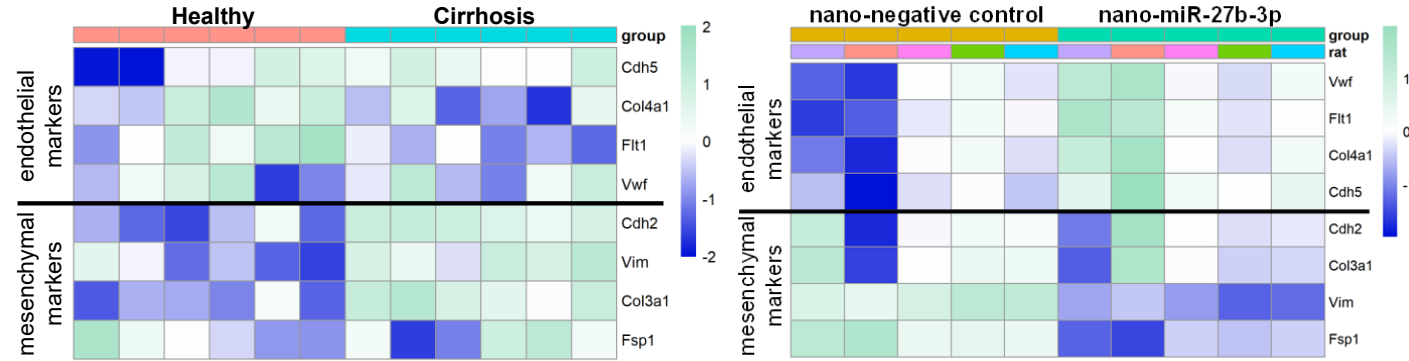 Healthy Cirrhosis
group
Cdh5
Col4a1
Flt1
Vwf
Cdh2
Vim
Col3a1
Fsp1
endothelial
markers
mesenchymal
markers
2
1
0
-1
-2
nano-negative control nano-miR-27b-3p
group
rat
Vwf
Flt1
Col4a1
Cdh5
Cdh2
Col3a1
Vim
Fsp1
endothelial
markers
mesenchymal
markers
1
0
-